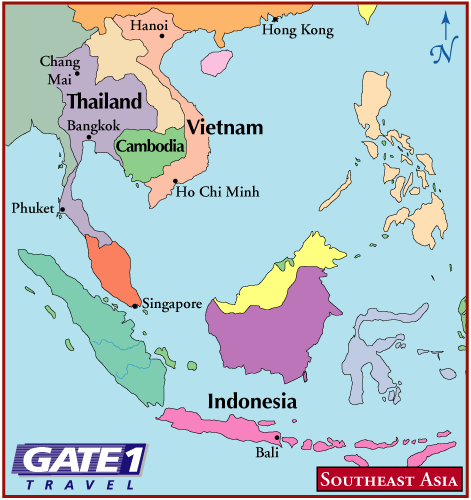 Hanoi
Hong Kong
N
Chang
Mai
Thailand
Bangkok
Vietnam
Cambodia
Ho Chi Minh
Phuket
Singapore
Indonesia
Bali
GATE 1
TRAVEL
SOUTHEAST ASIA